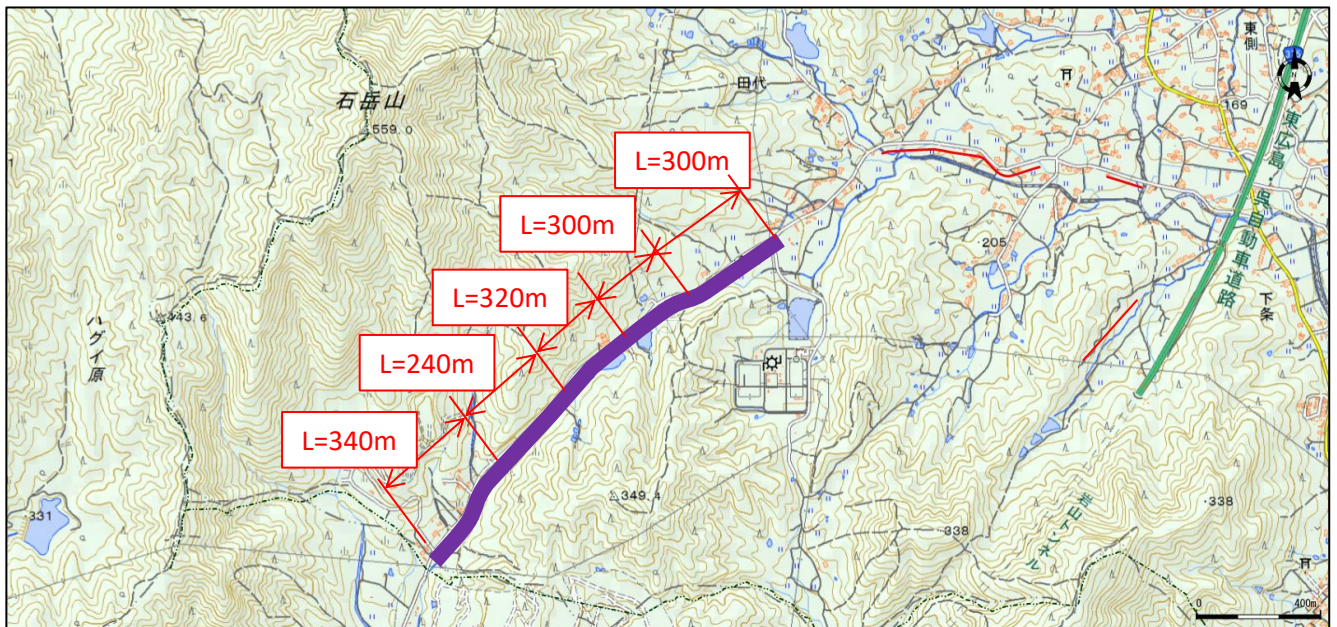 東側
田代
169
石岳山
559.0
東広島・呉自動車道路
L=300m
L=300m
205
L=320m
443.6
ハグイ原
下条
L=240m
L=340m
349.4
338
331
338
岩山トンネル
0 400m